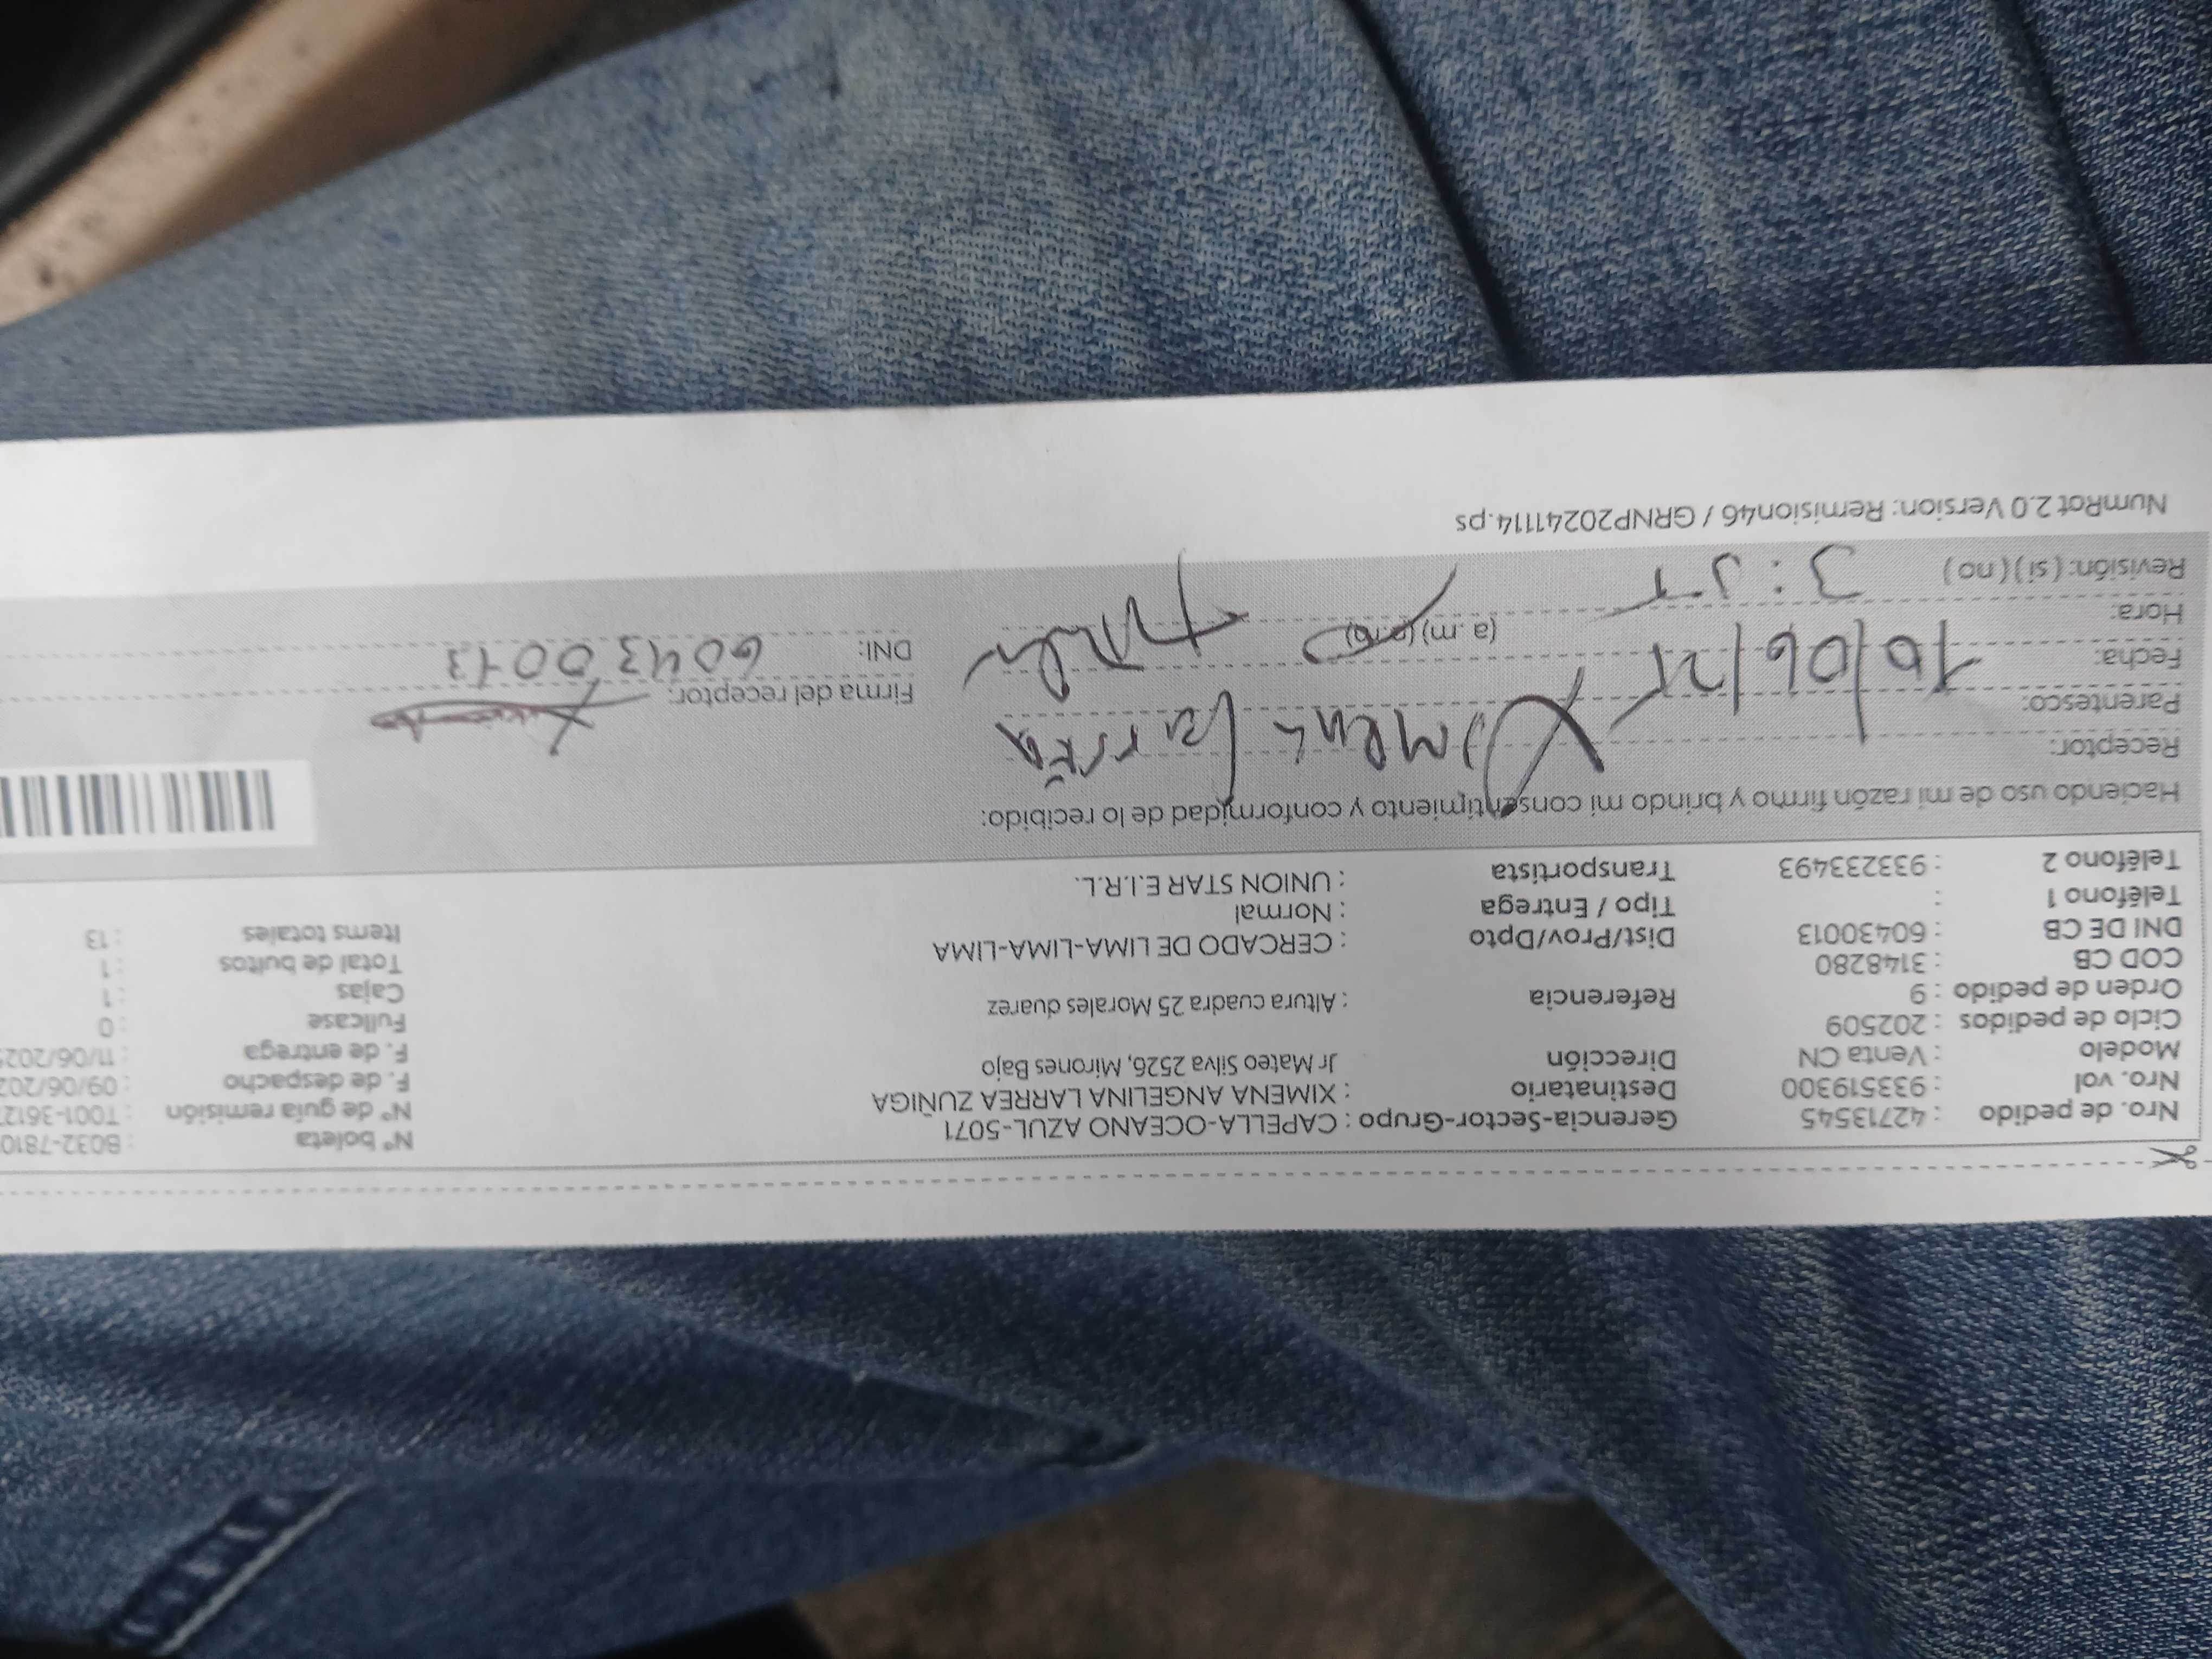 Nro. de pedido : 42713545 Gerencia-Sector-Grupo : CAPELLA-OCEANO AZUL-5071 N° boleta : B032-7810
Nro. vol : 933519300 Destinatario : XIMENA ANGELINA LARREA ZUÑIGA N° de guía remisión : T001-3612
Modelo : Venta CN Dirección Jr Mateo Silva 2526, Mirones Bajo F. de despacho : 09/06/202
Ciclo de pedidos : 202509 F. de entrega : 11/06/202
Orden de pedido : 9 Referencia : Altura cuadra 25 Morales duarez Fullcase : 0
COD CB : 3148280 Cajas : 1
DNI DE CB : 60430013 Dist/Prov/Dpto : CERCADO DE LIMA-LIMA-LIMA Total de bultos : 1
Teléfono 1 : Tipo / Entrega : Normal Items totales : 13
Teléfono 2 : 933233493 Transportista : UNION STAR E.I.R.L.
Haciendo uso de mi razón firmo y brindo mi consentimiento y conformidad de lo recibido:
Receptor: Ximena Larrea
Parentesco: Firma del receptor:
Fecha: 10/06/25 DNI: 60430013
Hora: 3: (a.m) (p.m)
Revisión: (si) (no)
NumRot 2.0 Version: Remision46 / GRNP20241114.ps